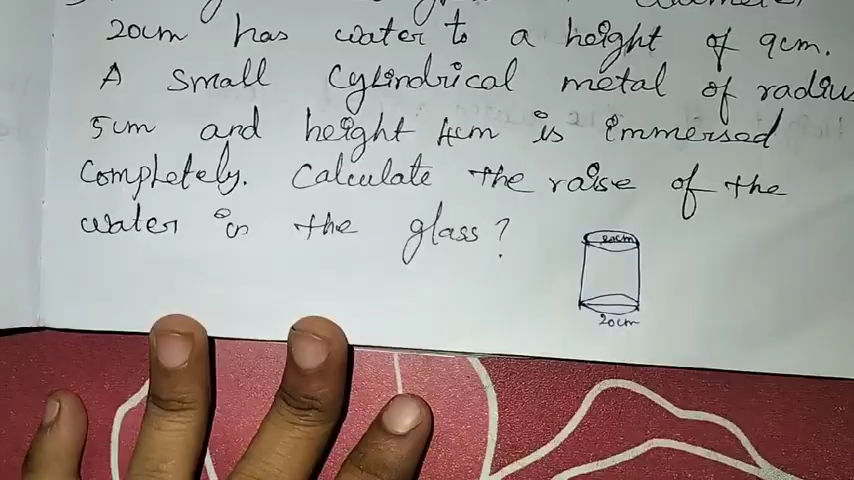 20cm has water to a height of 9cm.
A small cylindrical metal of radius
5cm and height 4cm is immersed
completely. Calculate the raise of the
water in the glass?
20cm
20cm